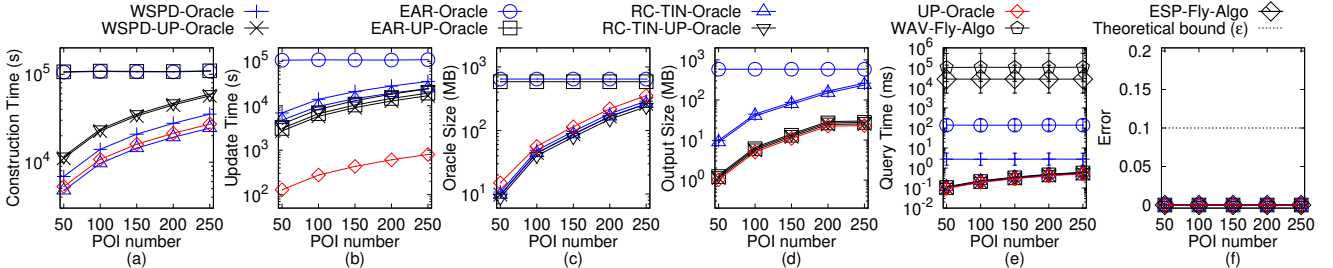 WSPD-Oracle
WSPD-UP-Oracle
EAR-Oracle
EAR-UP-Oracle
RC-TIN-Oracle
RC-TIN-UP-Oracle
UP-Oracle
WAV-Fly-Algo
ESP-Fly-Algo
Theoretical bound (ε)
Construction Time (s)
10^5
10^4
50 100 150 200 250
POI number
(a)
Update Time (s)
10^5
10^4
10^3
10^2
50 100 150 200 250
POI number
(b)
Oracle Size (MB)
10^3
10^2
10^1
50 100 150 200 250
POI number
(c)
Output Size (MB)
10^3
10^2
10^1
10^0
50 100 150 200 250
POI number
(d)
Query Time (ms)
10^6
10^5
10^4
10^3
10^2
10^1
10^0
10^-1
10^-2
50 100 150 200 250
POI number
(e)
Error
0.2
0.15
0.1
0.05
0
50 100 150 200 250
POI number
(f)